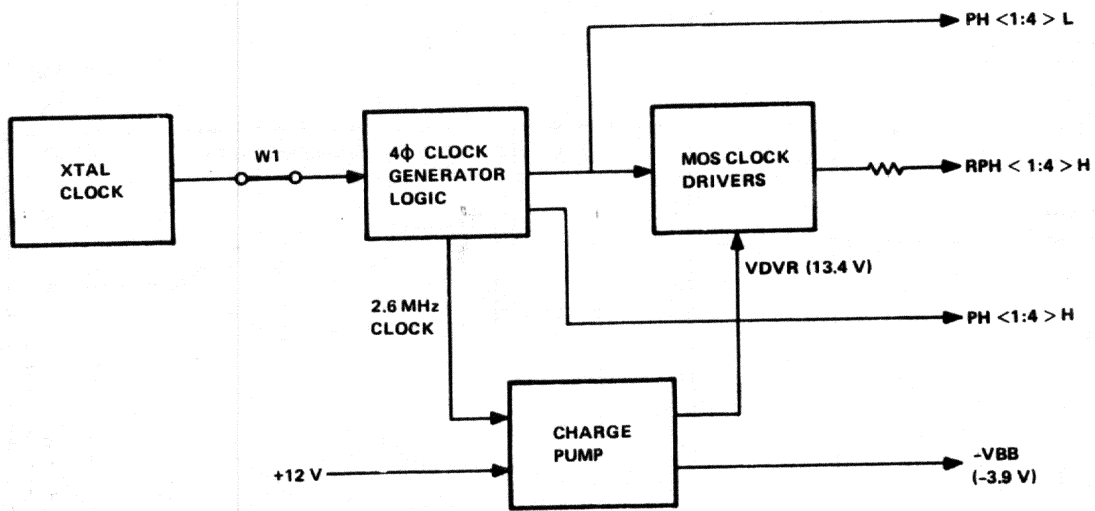 PH <1:4> L
XTAL
CLOCK
W1
4ϕ CLOCK
GENERATOR
LOGIC
MOS CLOCK
DRIVERS
RPH < 1:4> H
VDVR (13.4 V)
2.6 MHz
CLOCK
PH <1:4 > H
CHARGE
PUMP
+12 V
-VBB
(-3.9 V)